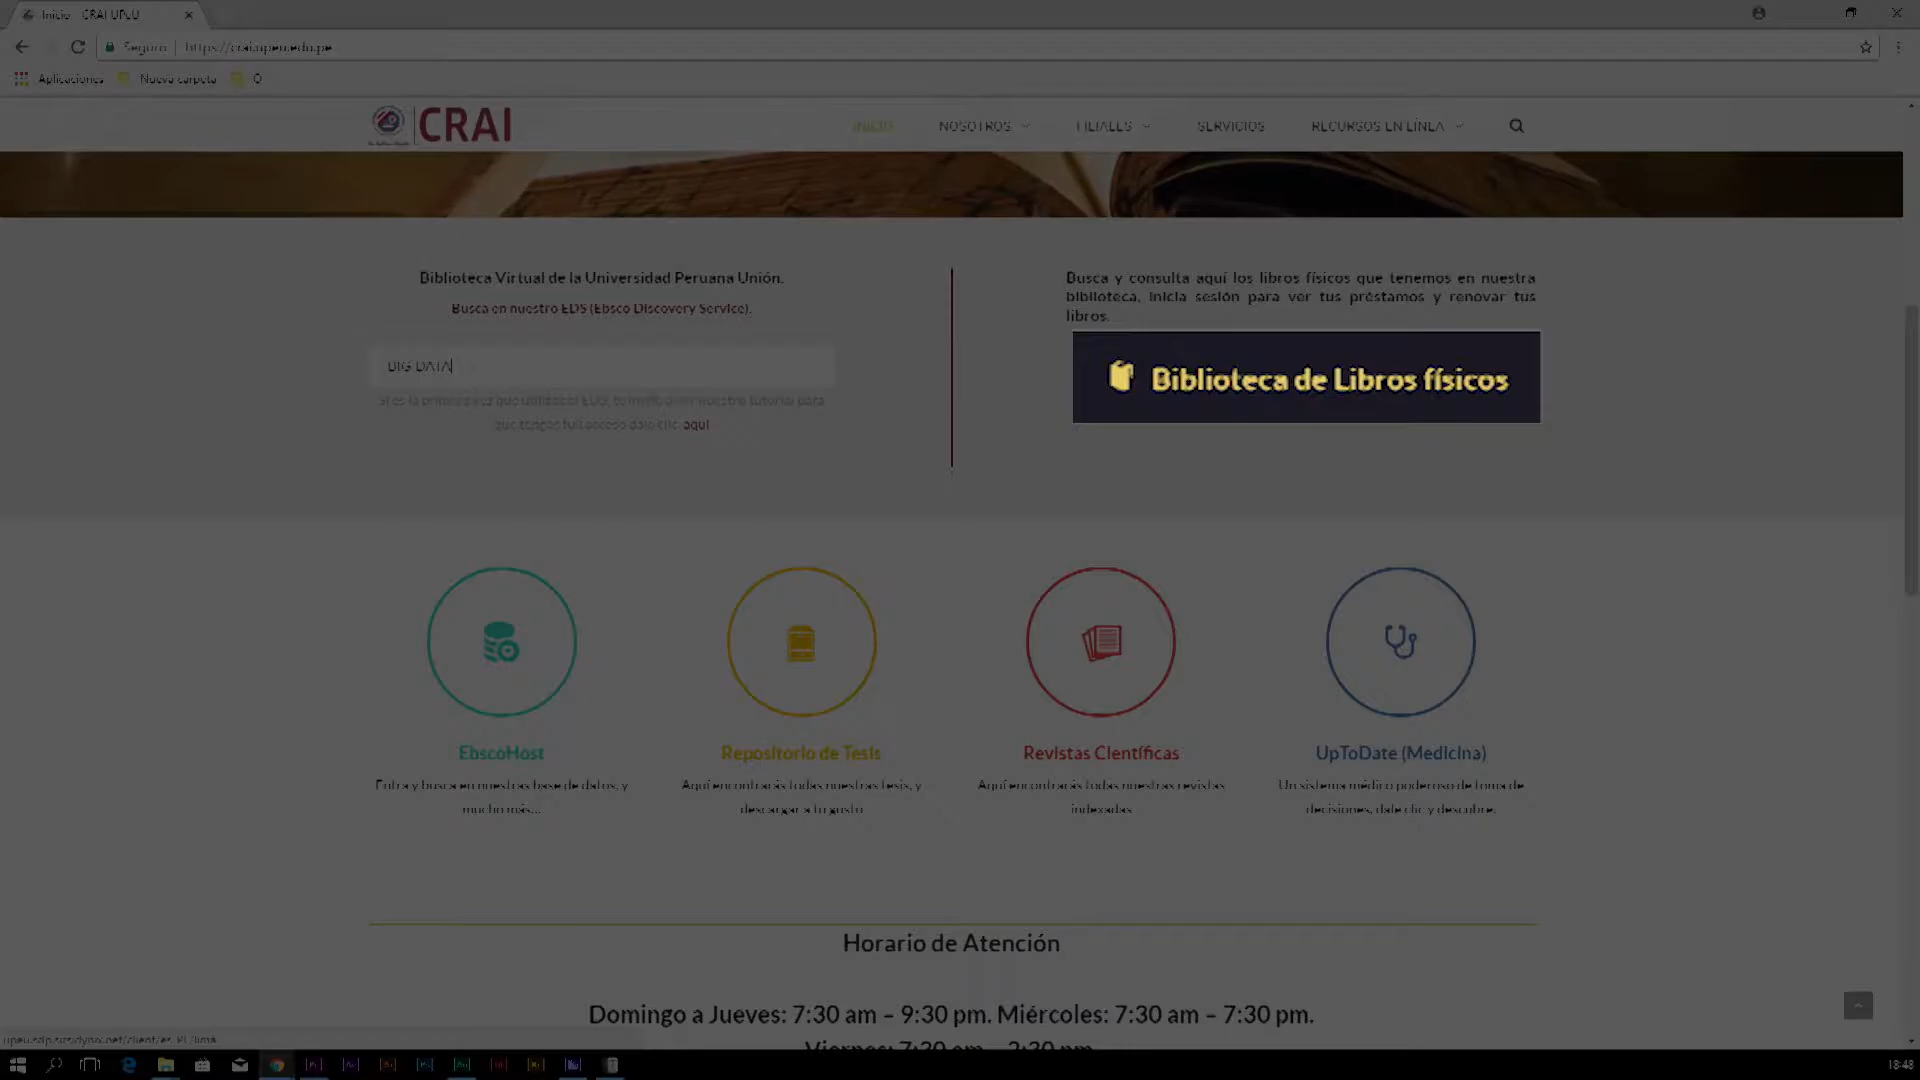 Inicio - CRAI UPEU
Seguro https://crai.upeu.edu.pe
Aplicaciones Nueva carpeta O
CRAI INICIO NOSOTROS FILIALES SERVICIOS RECURSOS EN LÍNEA
Biblioteca Virtual de la Universidad Peruana Unión.
Busca en nuestro EDS (Ebsco Discovery Service).
BIG DATA
Si es la primera vez que utilizas el EDS, te invito a ver nuestro tutorial para
que tengas full acceso dale clic aquí
Busca y consulta aquí los libros físicos que tenemos en nuestra
biblioteca, inicia sesión para ver tus préstamos y renovar tus
libros.
Biblioteca de Libros físicos
EbscoHost
Entra y busca en nuestras base de datos, y
mucho más...
Repositorio de Tesis
Aquí encontrarás todas nuestras tesis, y
descargar a tu gusto
Revistas Científicas
Aquí encontrarás todas nuestras revistas
indexadas
UpToDate (Medicina)
Un sistema médico poderoso de toma de
decisiones, dale clic y descubre.
Horario de Atención
Domingo a Jueves: 7:30 am – 9:30 pm. Miércoles: 7:30 am – 7:30 pm.
Viernes: 7:30 am – 2:30 pm
18:48